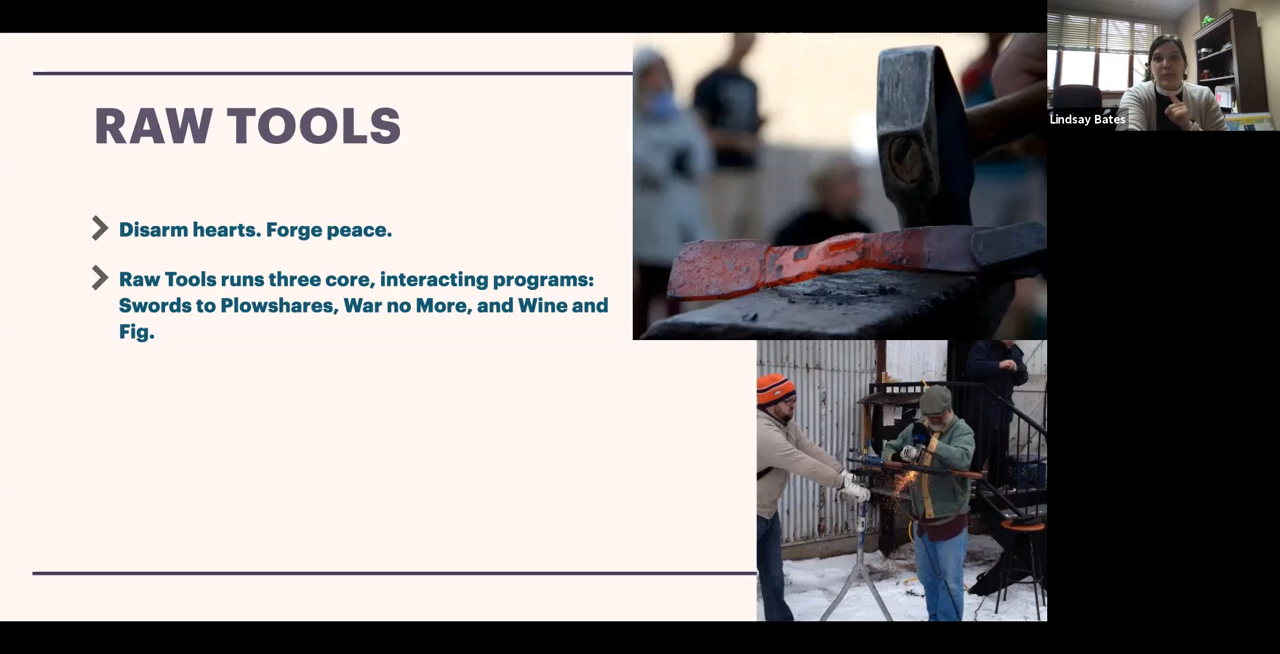 RAW TOOLS
Disarm hearts. Forge peace.
Raw Tools runs three core, interacting programs:
Swords to Plowshares, War no More, and Wine and
Fig.
Lindsay Bates